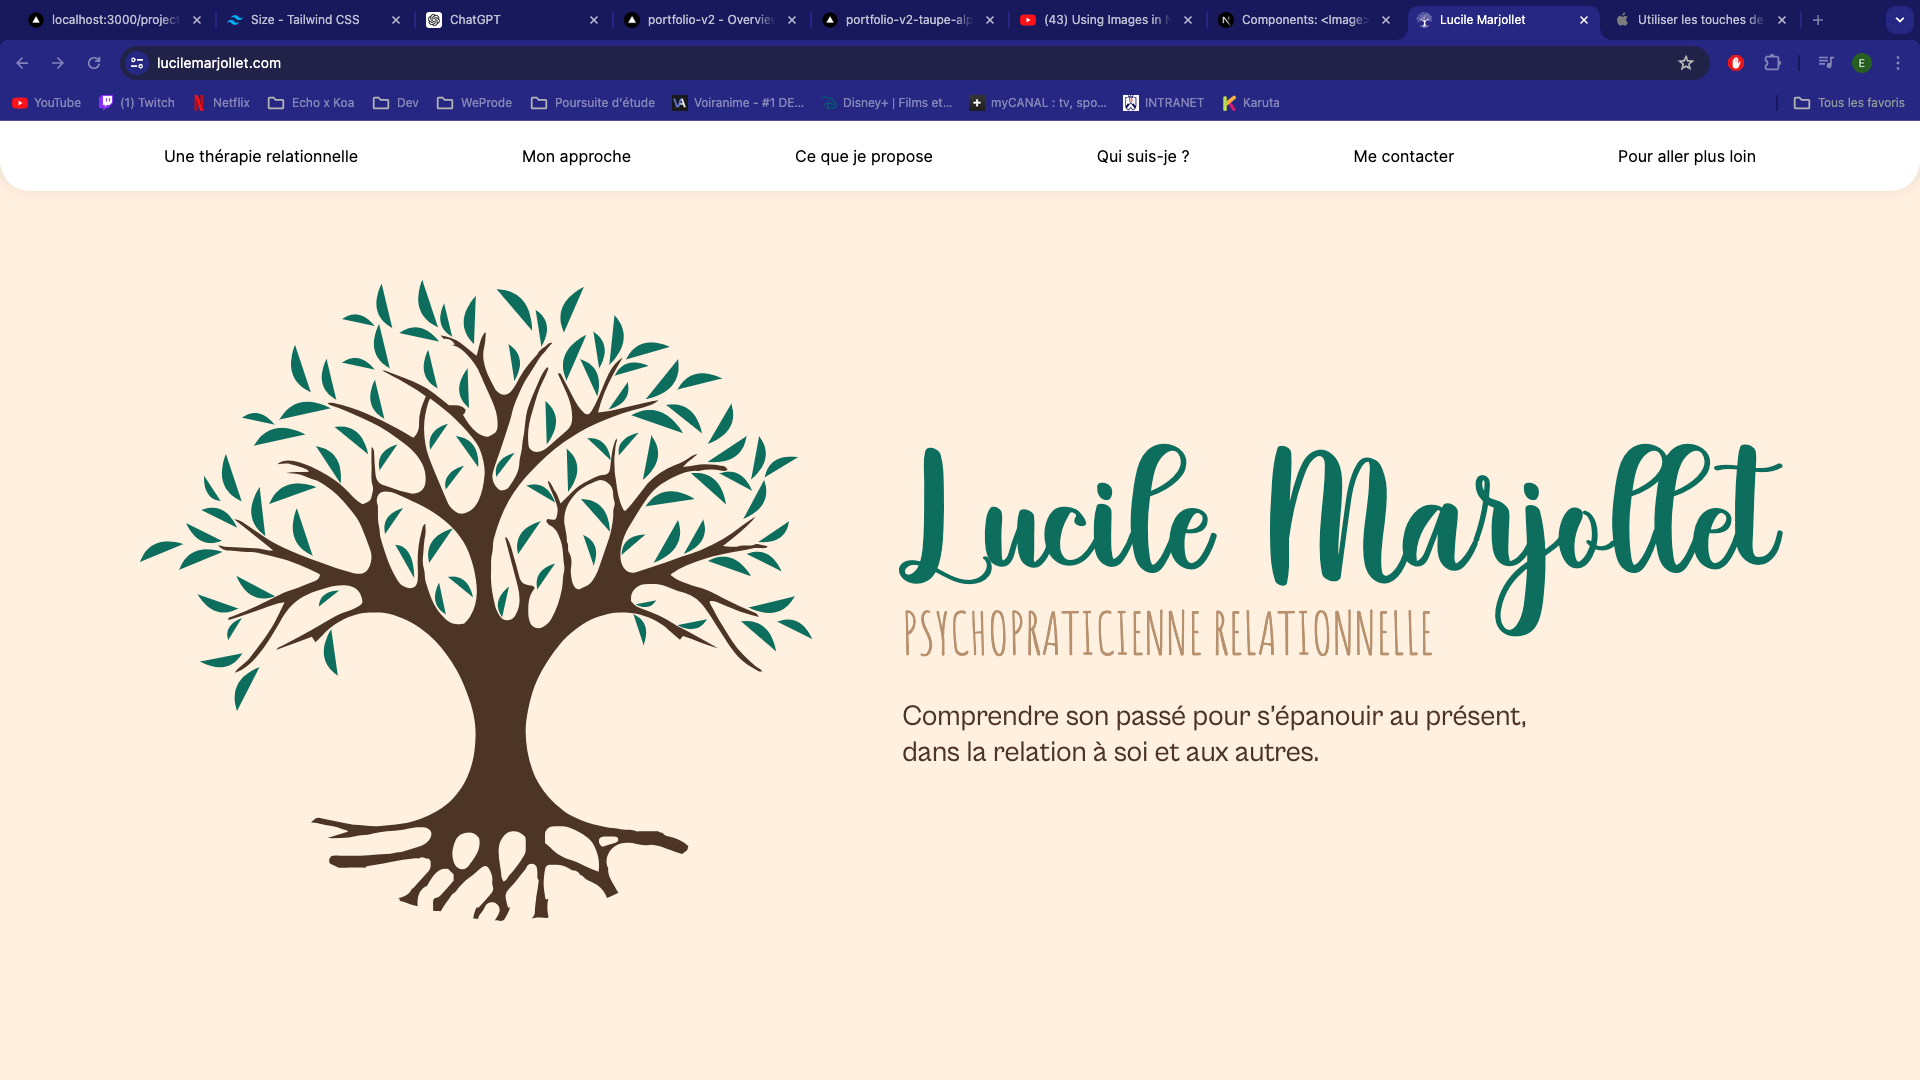 localhost:3000/project
Size - Tailwind CSS
ChatGPT
portfolio-v2 - Overview
portfolio-v2-taupe-alp
(43) Using Images in N
Components: <Image>
Lucile Marjollet
Utiliser les touches de
lucilemarjollet.com
E
YouTube
(1) Twitch
Netflix
Echo x Koa
Dev
WeProde
Poursuite d'étude
Voiranime - #1 DE...
Disney+ | Films et...
myCANAL : tv, spo...
INTRANET
Karuta
Tous les favoris
Une thérapie relationnelle
Mon approche
Ce que je propose
Qui suis-je ?
Me contacter
Pour aller plus loin
Lucile Marjollet
PSYCHOPRATICIENNE RELATIONNELLE
Comprendre son passé pour s'épanouir au présent,
dans la relation à soi et aux autres.